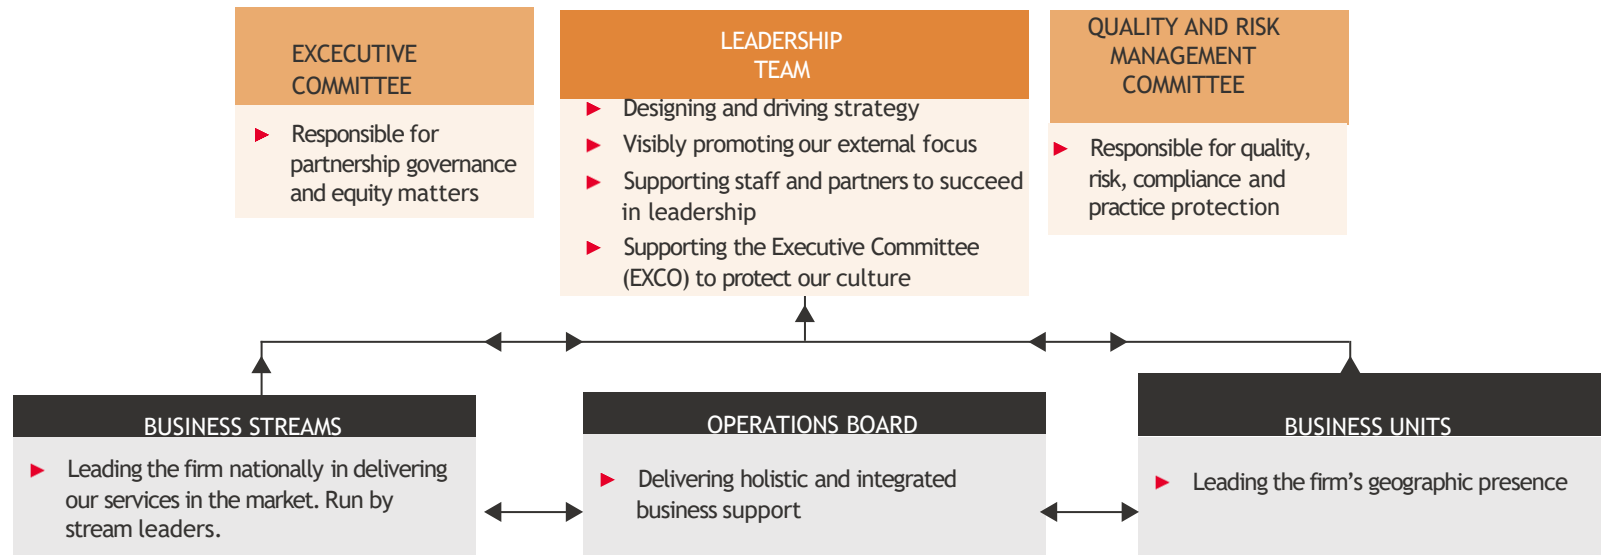 EXCECUTIVE
COMMITTEE
► Responsible for
partnership governance
and equity matters
LEADERSHIP
TEAM
► Designing and driving strategy
► Visibly promoting our external focus
► Supporting staff and partners to succeed
in leadership
► Supporting the Executive Committee
(EXCO) to protect our culture
QUALITY AND RISK
MANAGEMENT
COMMITTEE
► Responsible for quality,
risk, compliance and
practice protection
BUSINESS STREAMS
► Leading the firm nationally in delivering
our services in the market. Run by
stream leaders.
OPERATIONS BOARD
► Delivering holistic and integrated
business support
BUSINESS UNITS
► Leading the firm’s geographic presence